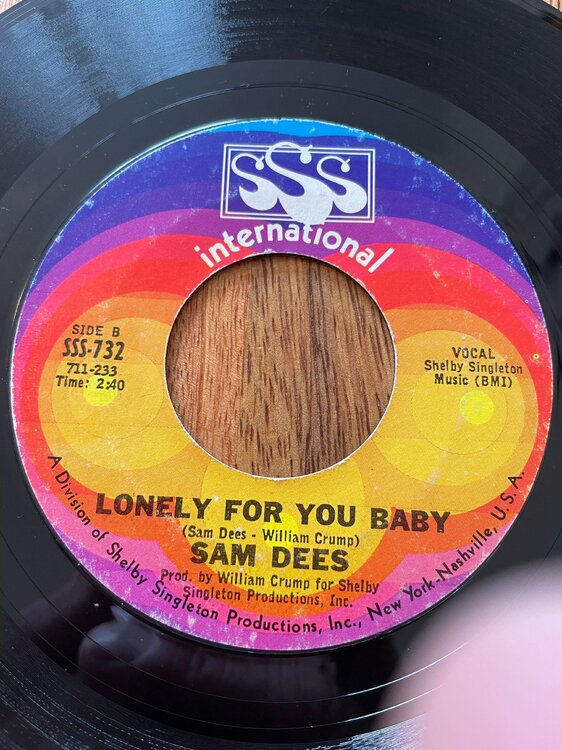 SSS
international
SIDE B
SSS-732
711-233
Time: 2:40
VOCAL
Shelby Singleton
Music (BMI)
LONELY FOR YOU BABY
(Sam Dees - William Crump)
SAM DEES
Prod. by William Crump for Shelby
Singleton Productions, Inc.
A Division of Shelby Singleton Productions, Inc., New York-Nashville, U.S.A.